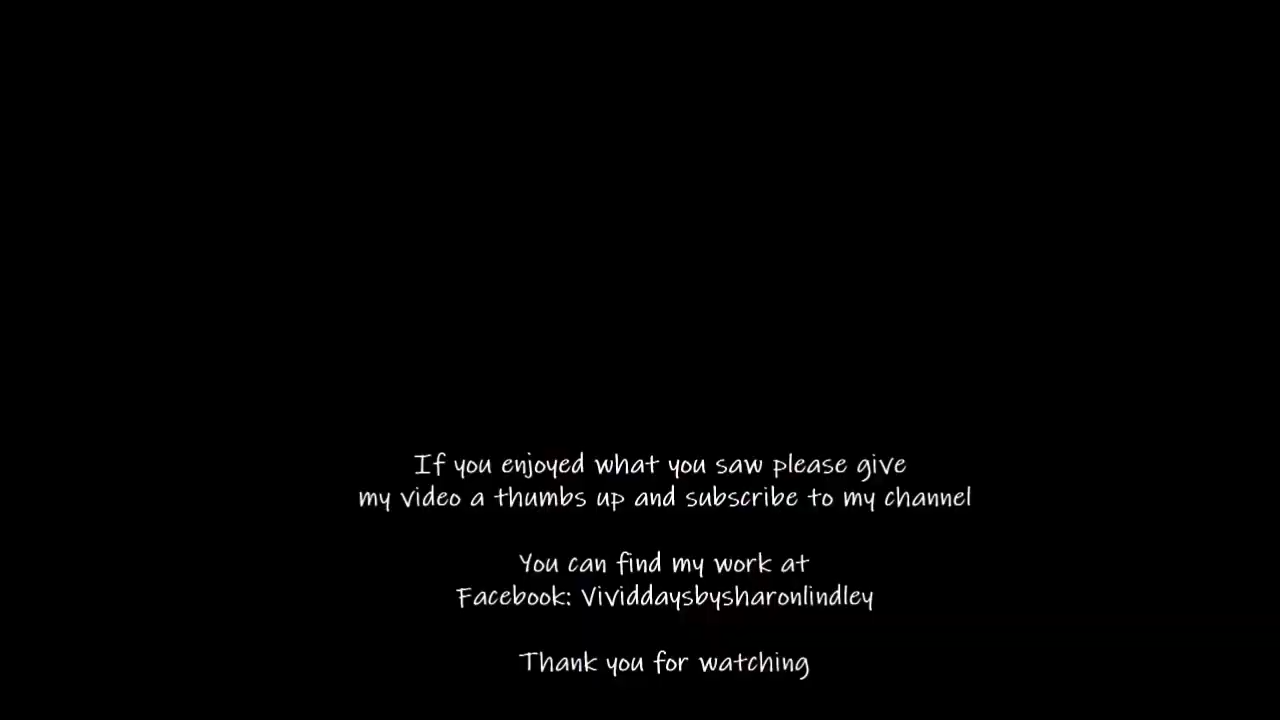 If you enjoyed what you saw please give
my video a thumbs up and subscribe to my channel
You can find my work at
Facebook: Vividdaysbysharonlindley
Thank you for watching